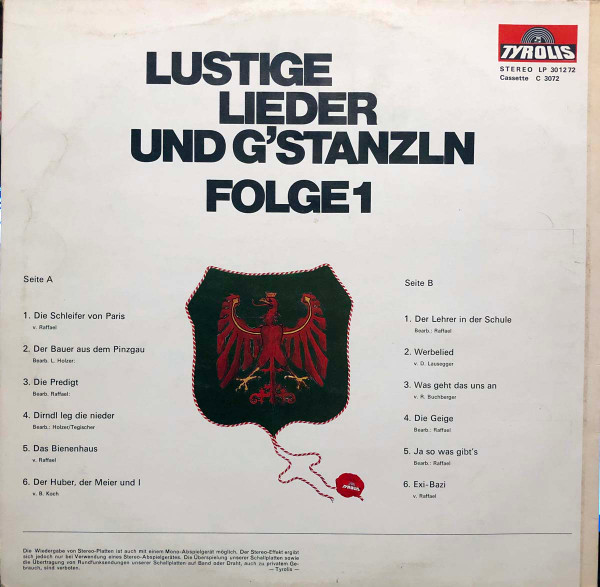 TYROLIS
STEREO LP 301272
Cassette C 3072
LUSTIGE
LIEDER
UND G'STANZLN
FOLGE 1
Seite A
1. Die Schleifer von Paris
v. Raffael
2. Der Bauer aus dem Pinzgau
Bearb. L. Holzer:
3. Die Predigt
Bearb. Raffael:
4. Dirndl leg die nieder
Bearb.: Holzer/Tegischer
5. Das Bienenhaus
v. Raffael
6. Der Huber, der Meier und I
v. B. Koch
Seite B
1. Der Lehrer in der Schule
Bearb.: Raffael
2. Werbelied
v. D. Lausegger
3. Was geht das uns an
v. R. Buchberger
4. Die Geige
Bearb.: Raffael
5. Ja so was gibt's
Bearb.: Raffael
6. Exi-Bazi
v. Raffael
TYROLIS
Die Wiedergabe von Stereo-Platten ist auch mit einem Mono-Abspielgerät möglich. Der Stereo-Effekt ergibt
sich jedoch nur bei Verwendung eines Stereo-Abspielgerätes. Die Überspielung unserer Schallplatten sowie
die Übertragung von Rundfunksendungen unserer Schallplatten auf Band oder Draht, auch zu privatem Ge-
brauch, sind verboten. — Tyrolis —